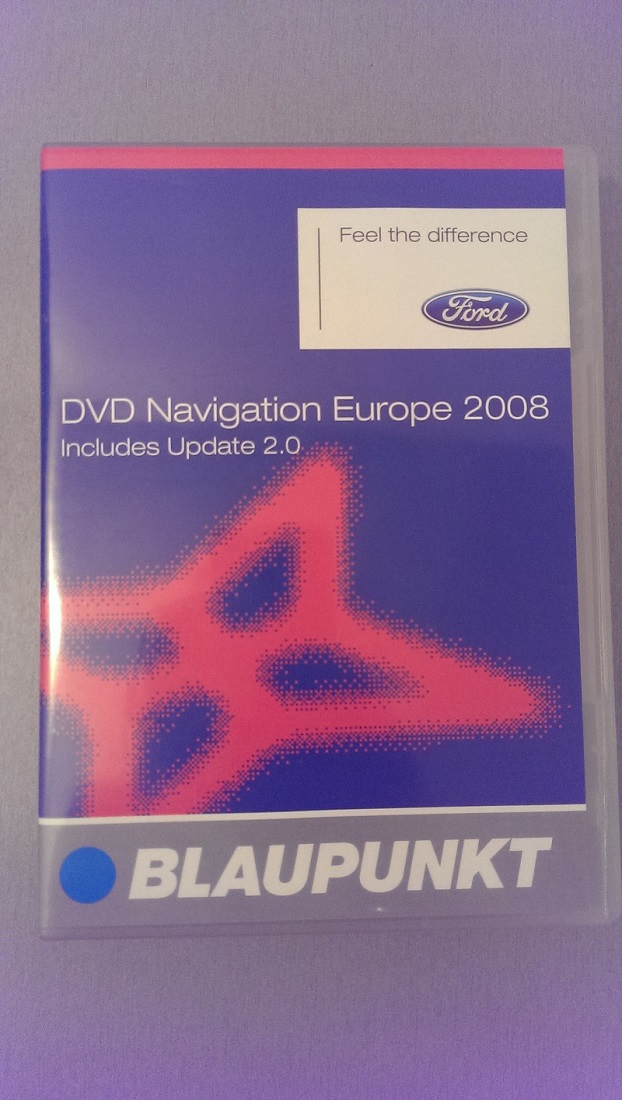 Feel the difference
Ford
DVD Navigation Europe 2008
Includes Update 2.0
BLAUPUNKT